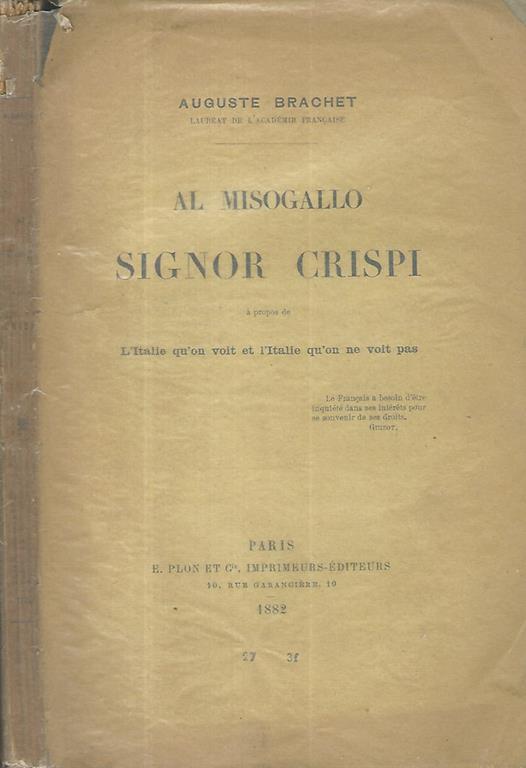 AUGUSTE BRACHET
LAURÉAT DE L'ACADÉMIE FRANÇAISE
AL MISOGALLO
SIGNOR CRISPI
à propos de
L'Italie qu'on voit et l'Italie qu'on ne voit pas
Le Français a besoin d'être
inquiété dans ses intérêts pour
se souvenir de ses droits.
GUIZOT.
PARIS
E. PLON ET Cie, IMPRIMEURS-ÉDITEURS
10, RUE GARANCIÈRE, 10
1882
27 3f